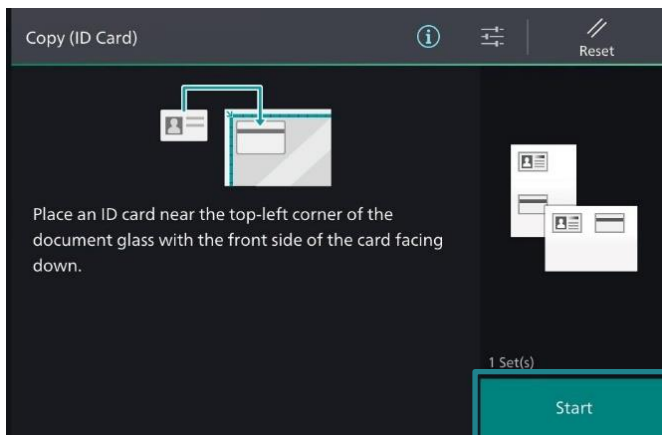 Copy (ID Card)
Reset
Place an ID card near the top-left corner of the
document glass with the front side of the card facing
down.
1 Set(s)
Start